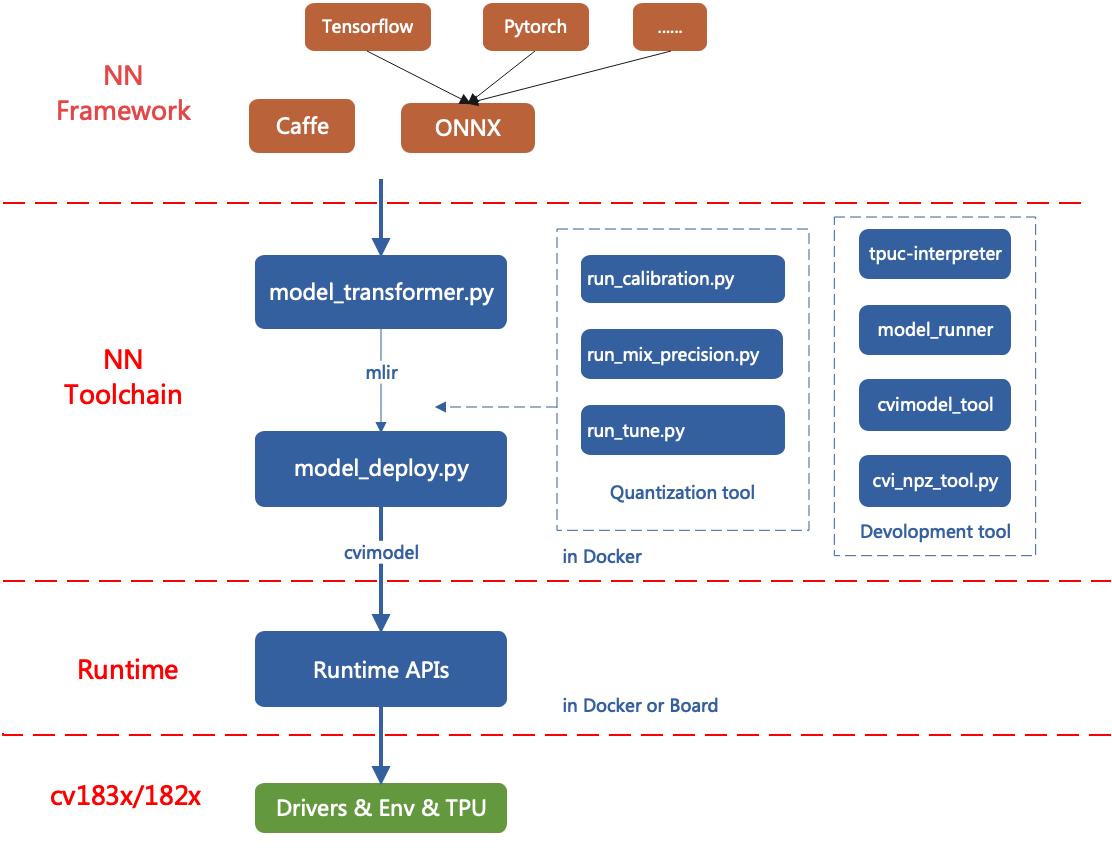 Tensorflow
Pytorch
......
NN
Framework
Caffe
ONNX
NN
Toolchain
model_transformer.py
mlir
model_deploy.py
cvimodel
run_calibration.py
run_mix_precision.py
run_tune.py
Quantization tool
in Docker
tpuc-interpreter
model_runner
cvimodel_tool
cvi_npz_tool.py
Devolopment tool
Runtime
Runtime APIs
in Docker or Board
cv183x/182x
Drivers & Env & TPU